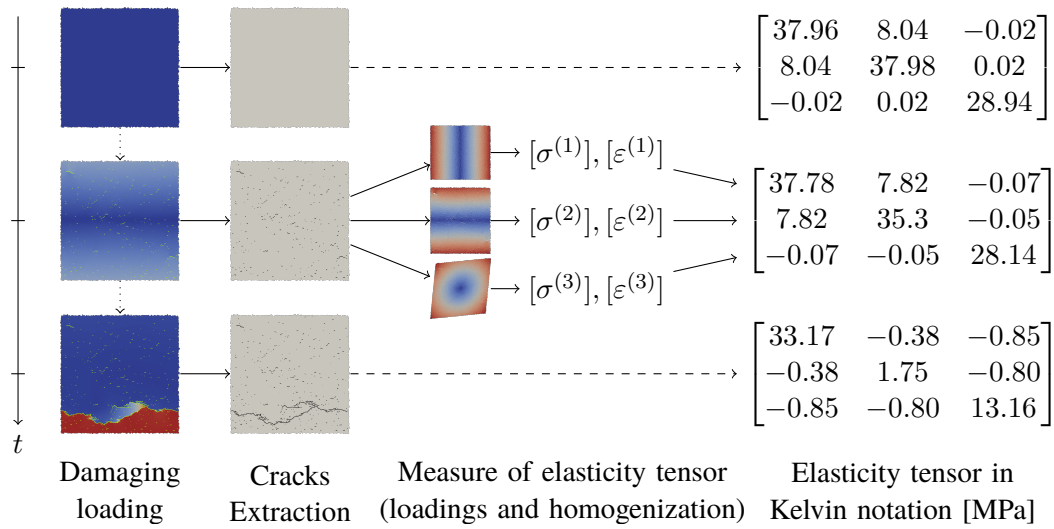 37.96 8.04 −0.02
8.04 37.98 0.02
−0.02 0.02 28.94
[σ(1)], [ε(1)]
[σ(2)], [ε(2)]
[σ(3)], [ε(3)]
37.78 7.82 −0.07
7.82 35.3 −0.05
−0.07 −0.05 28.14
33.17 −0.38 −0.85
−0.38 1.75 −0.80
−0.85 −0.80 13.16
t
Damaging
loading
Cracks
Extraction
Measure of elasticity tensor
(loadings and homogenization)
Elasticity tensor in
Kelvin notation [MPa]